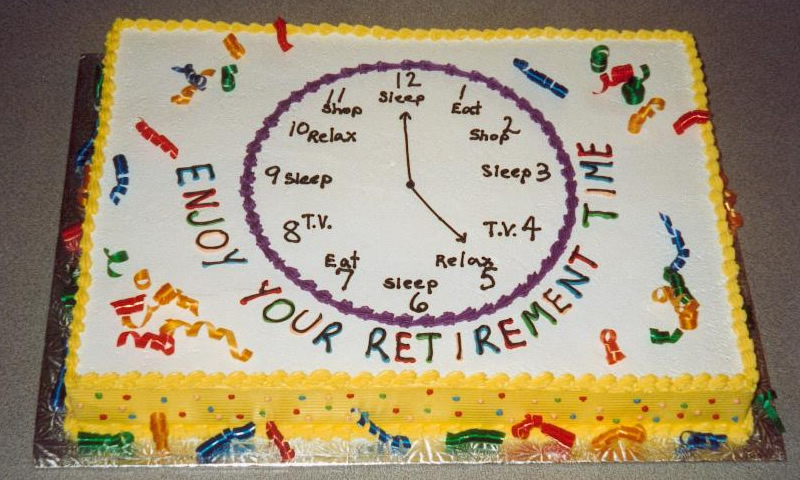 12
Sleep
1
Eat
2
Shop
Sleep 3
T.V. 4
Relax
5
Sleep
6
Eat
7
8 T.V.
9 Sleep
10 Relax
11
Shop
ENJOY YOUR RETIREMENT TIME